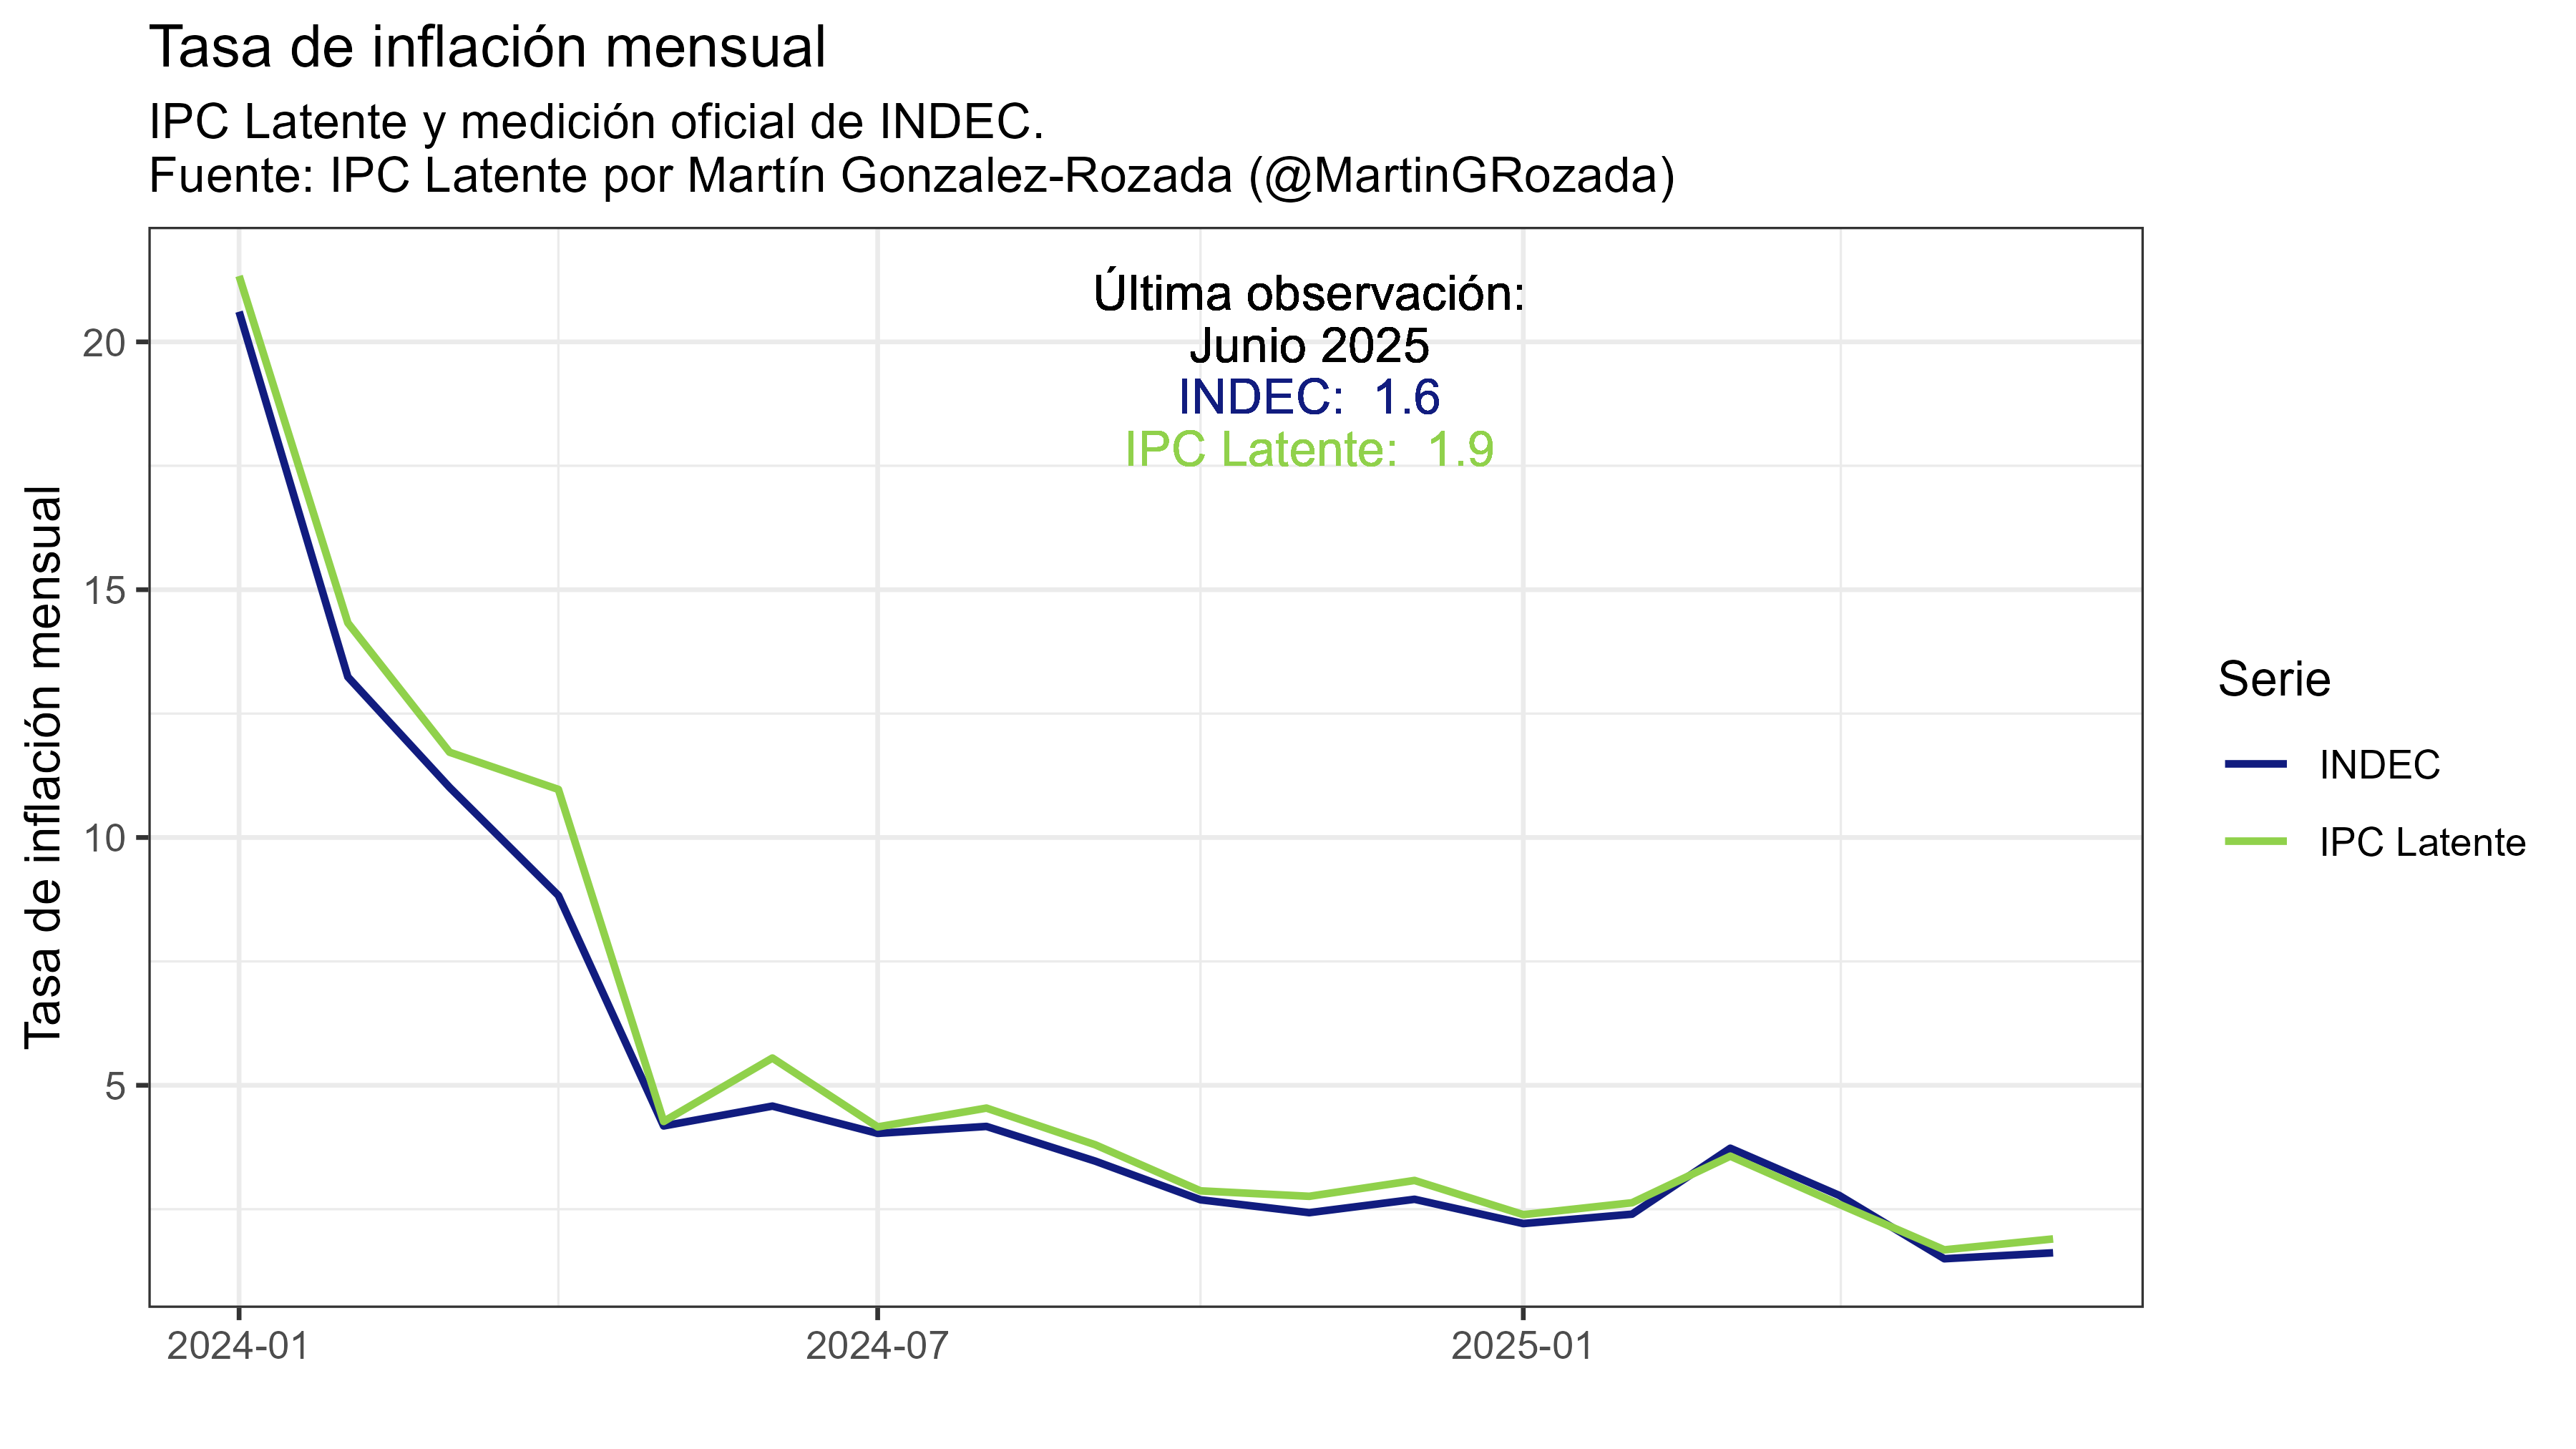 Tasa de inflación mensual
IPC Latente y medición oficial de INDEC.
Fuente: IPC Latente por Martín Gonzalez-Rozada (@MartinGRozada)
Última observación:
Junio 2025
INDEC: 1.6
IPC Latente: 1.9
Tasa de inflación mensual
20
15
10
5
2024-01
2024-07
2025-01
Serie
INDEC
IPC Latente